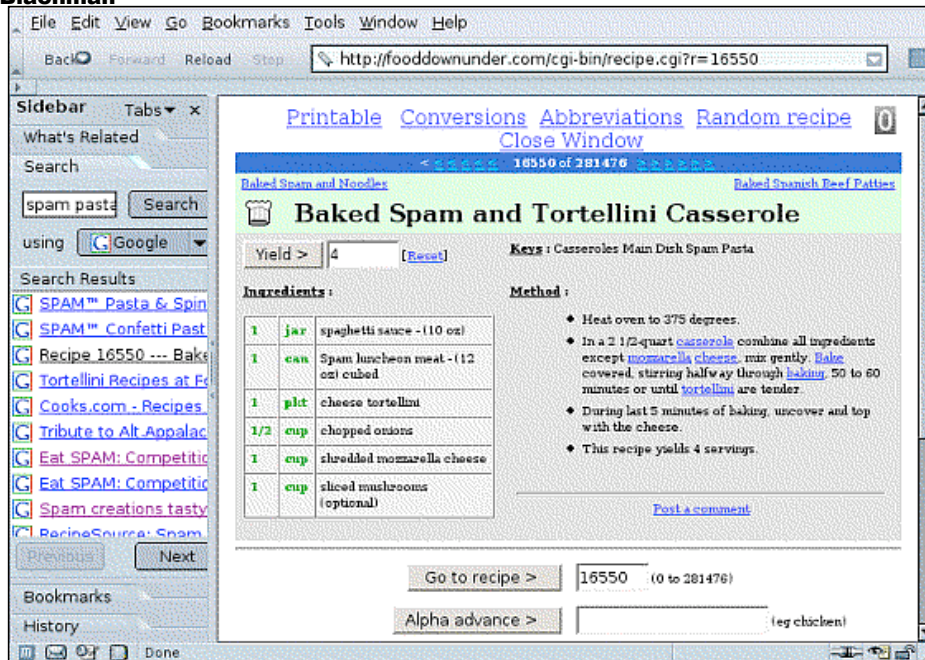 Blachman
File Edit View Go Bookmarks Tools Window Help
Back Forward Reload Stop http://fooddownunder.com/cgi-bin/recipe.cgi?r=16550
Sidebar Tabs ×
What's Related
Search
spam pasta Search
using Google
Search Results
SPAM™ Pasta & Spin
SPAM™ Confetti Past
Recipe 16550 --- Bake
Tortellini Recipes at Fo
Cooks.com - Recipes
Tribute to Alt.Appalac
Eat SPAM: Competitic
Eat SPAM: Competitic
Spam creations tasty
RecipeSource: Spam
Previous Next
Bookmarks
History
Printable Conversions Abbreviations Random recipe 0
Close Window
< < < < < < 16550 of 281476 > > > > > >
Baked Spam and Noodles Baked Spanish Beef Patties
Baked Spam and Tortellini Casserole
Yield > 4 [Reset]
Keys : Casseroles Main Dish Spam Pasta
Ingredients :
1 jar spaghetti sauce - (10 oz)
1 can Spam luncheon meat - (12
oz) cubed
1 pkt cheese tortellini
1/2 cup chopped onions
1 cup shredded mozzarella cheese
1 cup sliced mushrooms
(optional)
Method :
◆ Heat oven to 375 degrees.
◆ In a 2 1/2-quart casserole combine all ingredients
except mozzarella cheese, mix gently. Bake
covered, stirring halfway through baking, 50 to 60
minutes or until tortellini are tender.
◆ During last 5 minutes of baking, uncover and top
with the cheese.
◆ This recipe yields 4 servings.
Post a comment
Go to recipe > 16550 (0 to 281476)
Alpha advance > (eg chicken)
Done